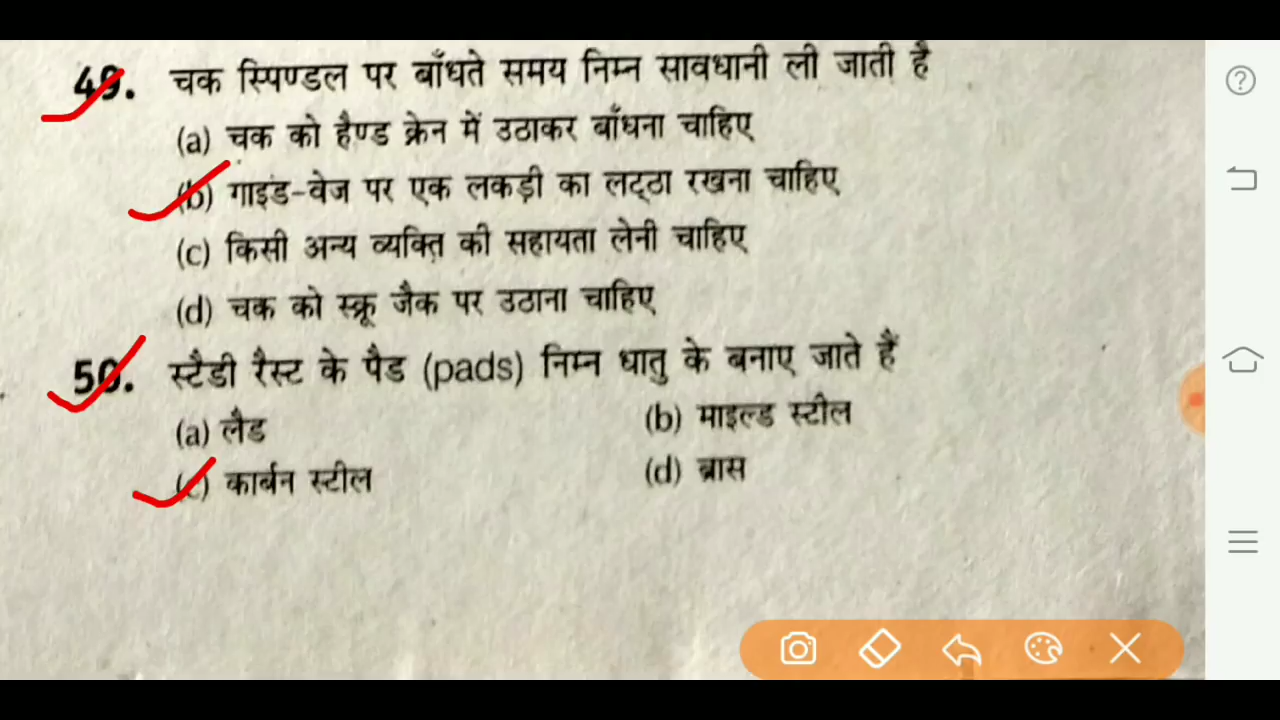 49. चक स्पिण्डल पर बाँधते समय निम्न सावधानी ली जाती है
(a) चक को हैण्ड क्रेन में उठाकर बाँधना चाहिए
(b) गाइड-वेज पर एक लकड़ी का लट्ठा रखना चाहिए
(c) किसी अन्य व्यक्ति की सहायता लेनी चाहिए
(d) चक को स्क्रू जैक पर उठाना चाहिए
50. स्टैडी रैस्ट के पैड (pads) निम्न धातु के बनाए जाते हैं
(a) लैड (b) माइल्ड स्टील
(c) कार्बन स्टील (d) ब्रास